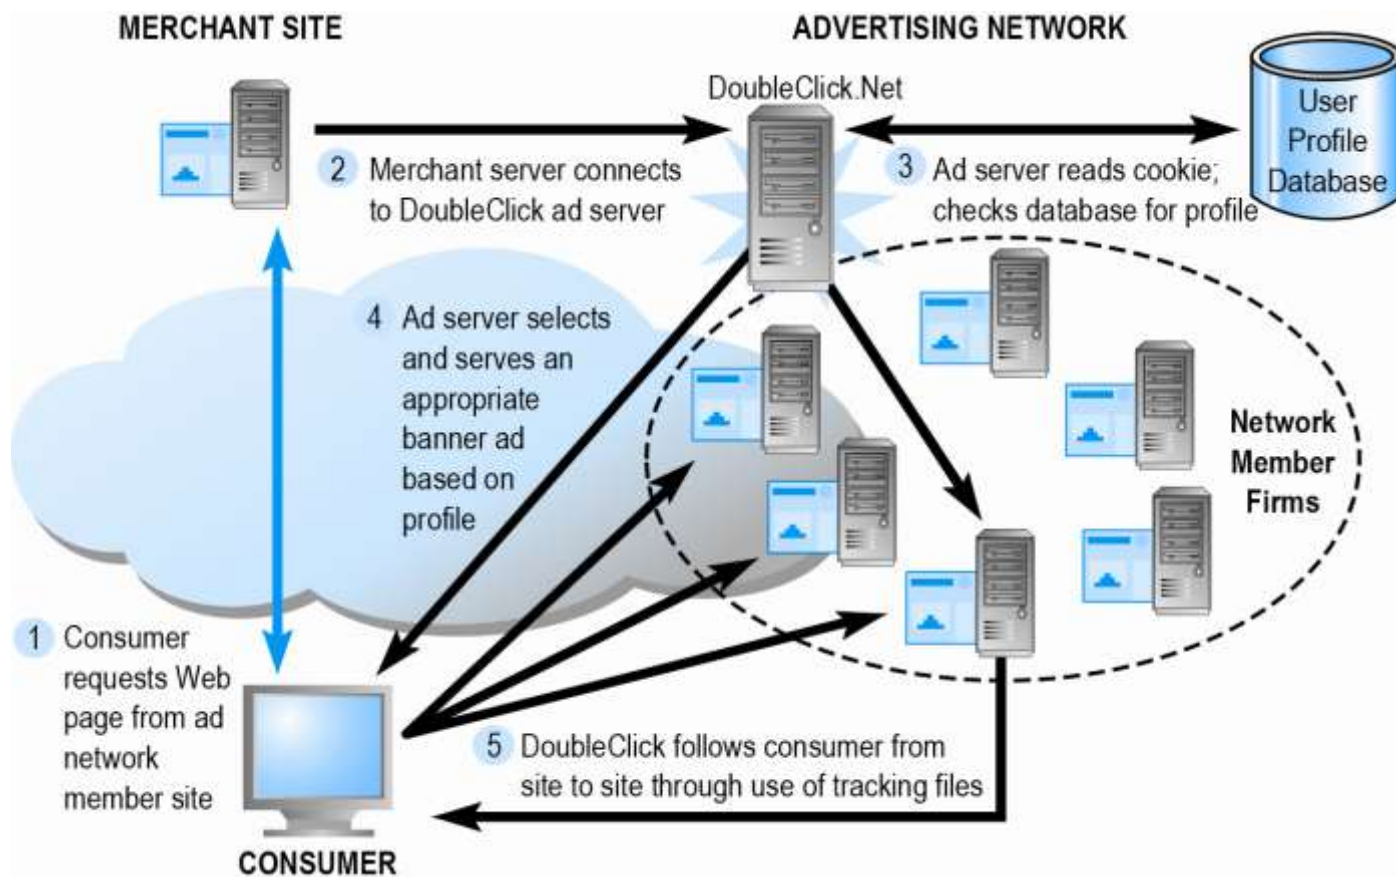 MERCHANT SITE
ADVERTISING NETWORK
DoubleClick.Net
User
Profile
Database
2 Merchant server connects
to DoubleClick ad server
3 Ad server reads cookie;
checks database for profile
4 Ad server selects
and serves an
appropriate
banner ad
based on
profile
Network
Member
Firms
1 Consumer
requests Web
page from ad
network
member site
5 DoubleClick follows consumer from
site to site through use of tracking files
CONSUMER